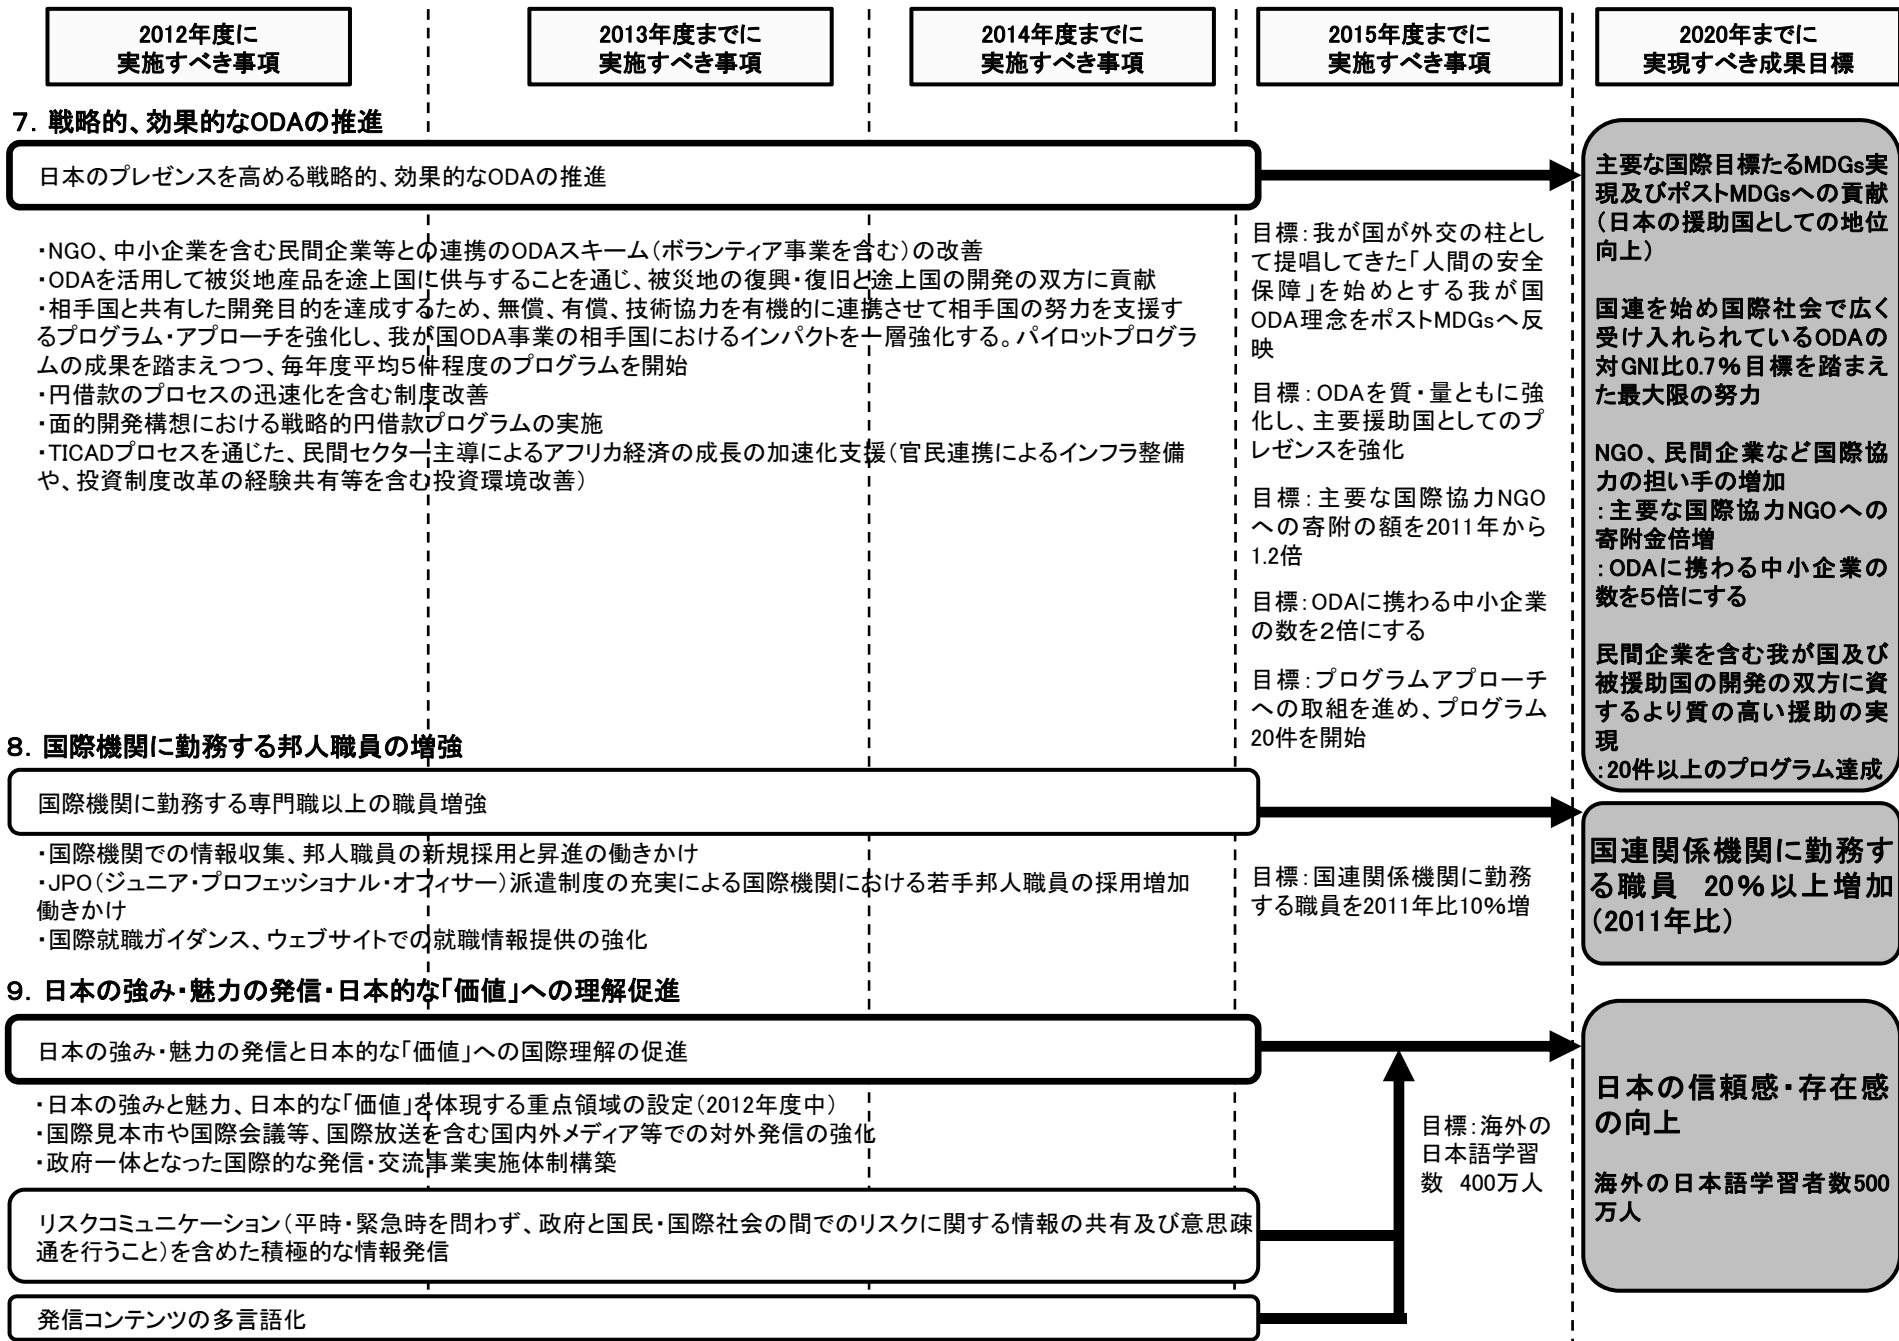 2012年度に
実施すべき事項
2013年度までに
実施すべき事項
2014年度までに
実施すべき事項
2015年度までに
実施すべき事項
2020年までに
実現すべき成果目標
７．戦略的、効果的なODAの推進
日本のプレゼンスを高める戦略的、効果的なODAの推進
・NGO、中小企業を含む民間企業等との連携のODAスキーム（ボランティア事業を含む）の改善
・ODAを活用して被災地産品を途上国に供与することを通じ、被災地の復興・復旧と途上国の開発の双方に貢献
・相手国と共有した開発目的を達成するため、無償、有償、技術協力を有機的に連携させて相手国の努力を支援す
るプログラム・アプローチを強化し、我が国ODA事業の相手国におけるインパクトを一層強化する。パイロットプログラ
ムの成果を踏まえつつ、毎年度平均５件程度のプログラムを開始
・円借款のプロセスの迅速化を含む制度改善
・面的開発構想における戦略的円借款プログラムの実施
・TICADプロセスを通じた、民間セクター主導によるアフリカ経済の成長の加速化支援（官民連携によるインフラ整備
や、投資制度改革の経験共有等を含む投資環境改善）
目標：我が国が外交の柱とし
て提唱してきた「人間の安全
保障」を始めとする我が国
ODA理念をポストMDGsへ反
映
目標：ODAを質・量ともに強
化し、主要援助国としてのプ
レゼンスを強化
目標：主要な国際協力NGO
への寄附の額を2011年から
1.2倍
目標：ODAに携わる中小企業
の数を２倍にする
目標：プログラムアプローチ
への取組を進め、プログラム
20件を開始
主要な国際目標たるMDGs実
現及びポストMDGsへの貢献
（日本の援助国としての地位
向上）
国連を始め国際社会で広く
受け入れられているODAの
対GNI比0.7％目標を踏まえ
た最大限の努力
NGO、民間企業など国際協
力の担い手の増加
：主要な国際協力NGOへの
寄附金倍増
：ODAに携わる中小企業の
数を５倍にする
民間企業を含む我が国及び
被援助国の開発の双方に資
するより質の高い援助の実
現
：20件以上のプログラム達成
８．国際機関に勤務する邦人職員の増強
国際機関に勤務する専門職以上の職員増強
・国際機関での情報収集、邦人職員の新規採用と昇進の働きかけ
・JPO（ジュニア・プロフェッショナル・オフィサー）派遣制度の充実による国際機関における若手邦人職員の採用増加
働きかけ
・国際就職ガイダンス、ウェブサイトでの就職情報提供の強化
目標：国連関係機関に勤務
する職員を2011年比10％増
国連関係機関に勤務す
る職員　20％以上増加
（2011年比）
９．日本の強み・魅力の発信・日本的な「価値」への理解促進
日本の強み・魅力の発信と日本的な「価値」への国際理解の促進
・日本の強みと魅力、日本的な「価値」を体現する重点領域の設定（2012年度中）
・国際見本市や国際会議等、国際放送を含む国内外メディア等での対外発信の強化
・政府一体となった国際的な発信・交流事業実施体制構築
目標：海外の
日本語学習
数　400万人
日本の信頼感・存在感
の向上
海外の日本語学習者数500
万人
リスクコミュニケーション（平時・緊急時を問わず、政府と国民・国際社会の間でのリスクに関する情報の共有及び意思疎
通を行うこと）を含めた積極的な情報発信
発信コンテンツの多言語化